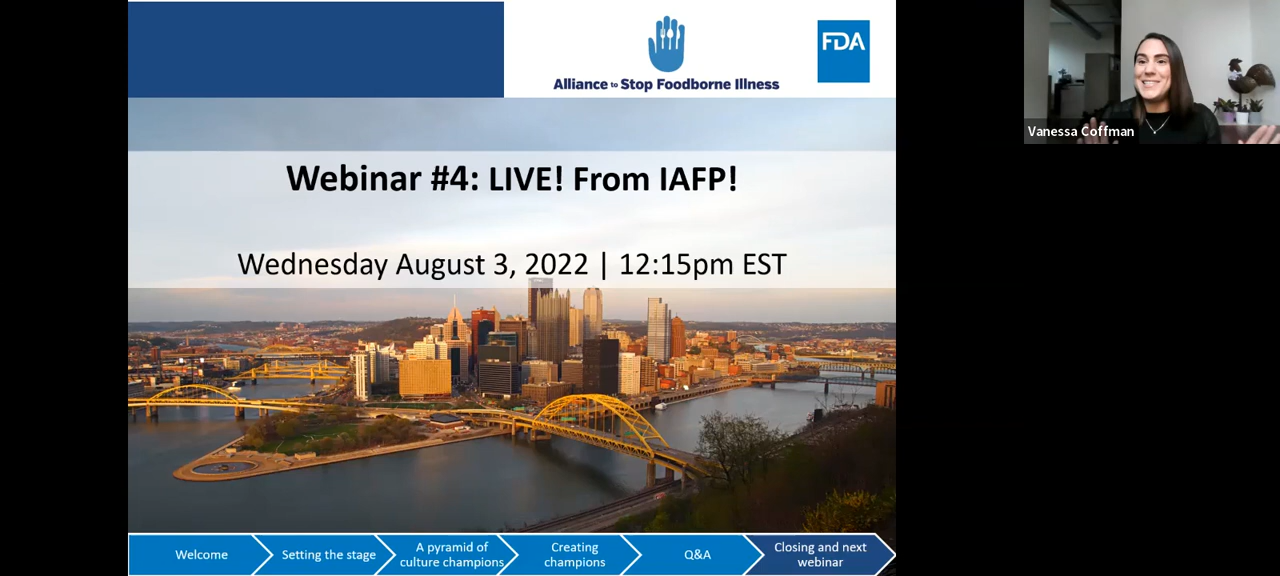 Alliance to Stop Foodborne Illness
FDA
Vanessa Coffman
Webinar #4: LIVE! From IAFP!
Wednesday August 3, 2022 | 12:15pm EST
Welcome
Setting the stage
A pyramid of
culture champions
Creating
champions
Q&A
Closing and next
webinar